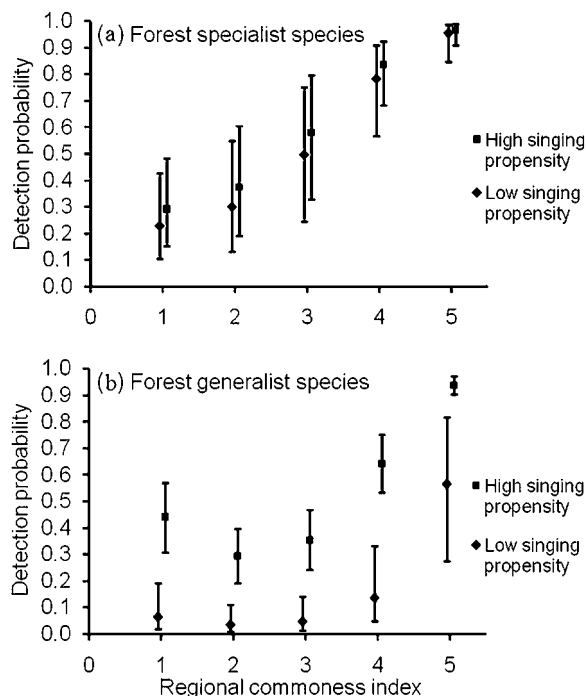 (a) Forest specialist species
Detection probability
1.0
0.9
0.8
0.7
0.6
0.5
0.4
0.3
0.2
0.1
0.0
0 1 2 3 4 5
High singing
propensity
Low singing
propensity
(b) Forest generalist species
Detection probability
1.0
0.9
0.8
0.7
0.6
0.5
0.4
0.3
0.2
0.1
0.0
0 1 2 3 4 5
High singing
propensity
Low singing
propensity
Regional commoness index